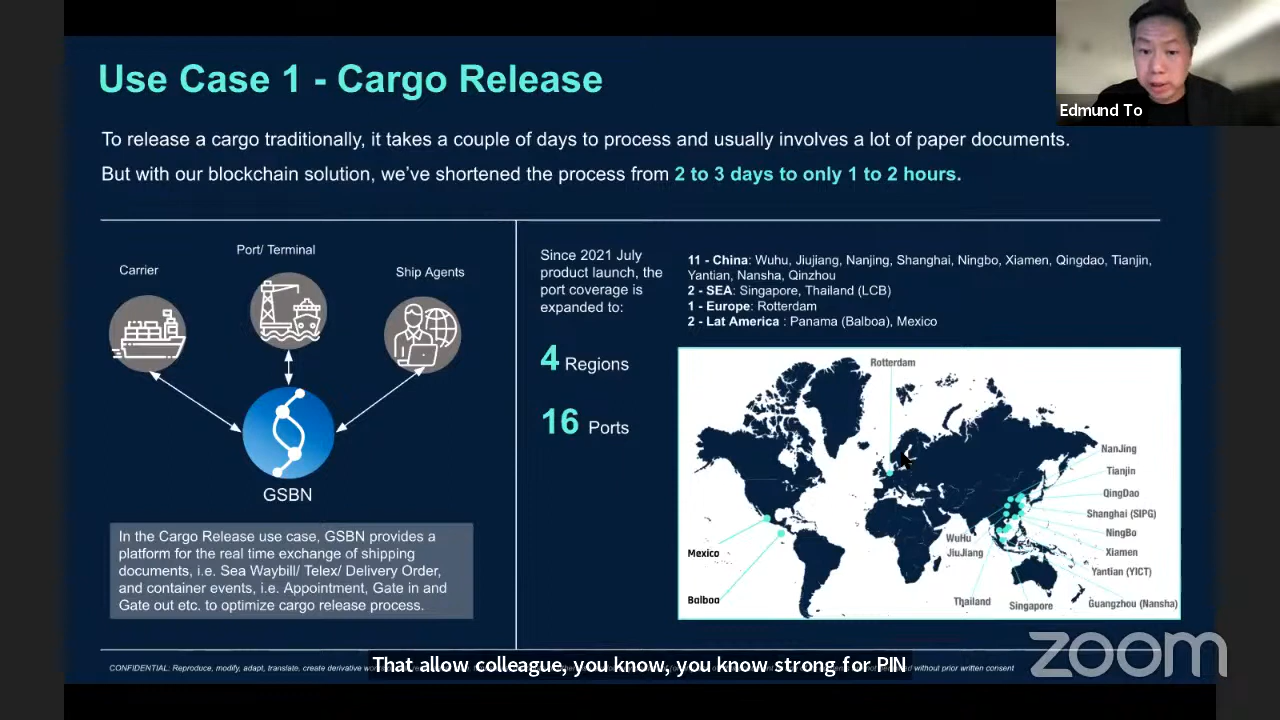 Use Case 1 - Cargo Release
Edmund To
To release a cargo traditionally, it takes a couple of days to process and usually involves a lot of paper documents.
But with our blockchain solution, we've shortened the process from 2 to 3 days to only 1 to 2 hours.
Port/ Terminal
Carrier
Ship Agents
GSBN
In the Cargo Release use case, GSBN provides a
platform for the real time exchange of shipping
documents, i.e. Sea Waybill/ Telex/ Delivery Order,
and container events, i.e. Appointment, Gate in and
Gate out etc. to optimize cargo release process.
Since 2021 July
product launch, the
port coverage is
expanded to:
4 Regions
16 Ports
11 - China: Wuhu, Jiujiang, Nanjing, Shanghai, Ningbo, Xiamen, Qingdao, Tianjin,
Yantian, Nansha, Qinzhou
2 - SEA: Singapore, Thailand (LCB)
1 - Europe: Rotterdam
2 - Lat America : Panama (Balboa), Mexico
Rotterdam
NanJing
Tianjin
QingDao
Shanghai (SIPG)
NingBo
WuHu
Xiamen
JiuJiang
Mexico
Yantian (YICT)
Balboa
Thailand
Singapore
Guangzhou (Nansha)
zoom
CONFIDENTIAL: Reproduce, modify, adapt, translate, create derivative
without prior written consent
That allow colleague, you know, you know strong for PIN